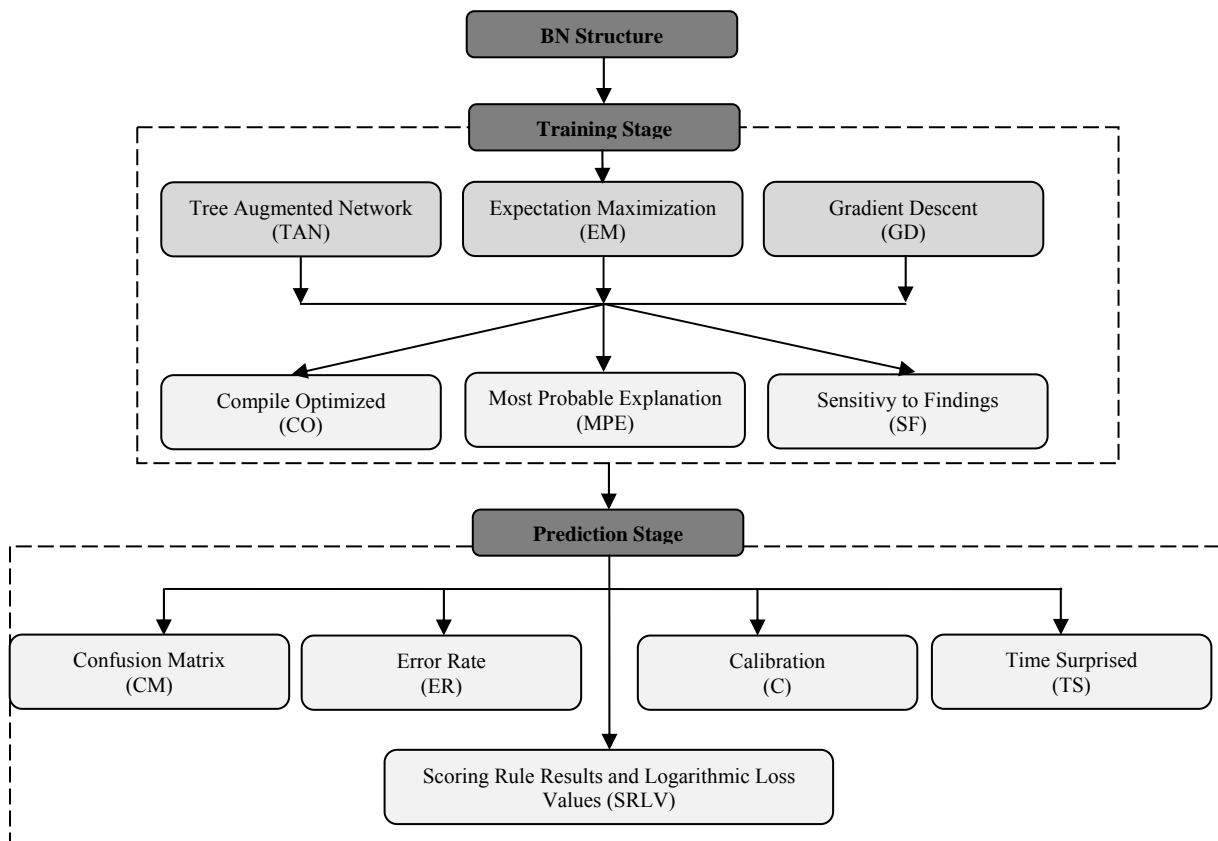 BN Structure
Training Stage
Tree Augmented Network
(TAN)
Expectation Maximization
(EM)
Gradient Descent
(GD)
Compile Optimized
(CO)
Most Probable Explanation
(MPE)
Sensitivy to Findings
(SF)
Prediction Stage
Confusion Matrix
(CM)
Error Rate
(ER)
Calibration
(C)
Time Surprised
(TS)
Scoring Rule Results and Logarithmic Loss
Values (SRLV)